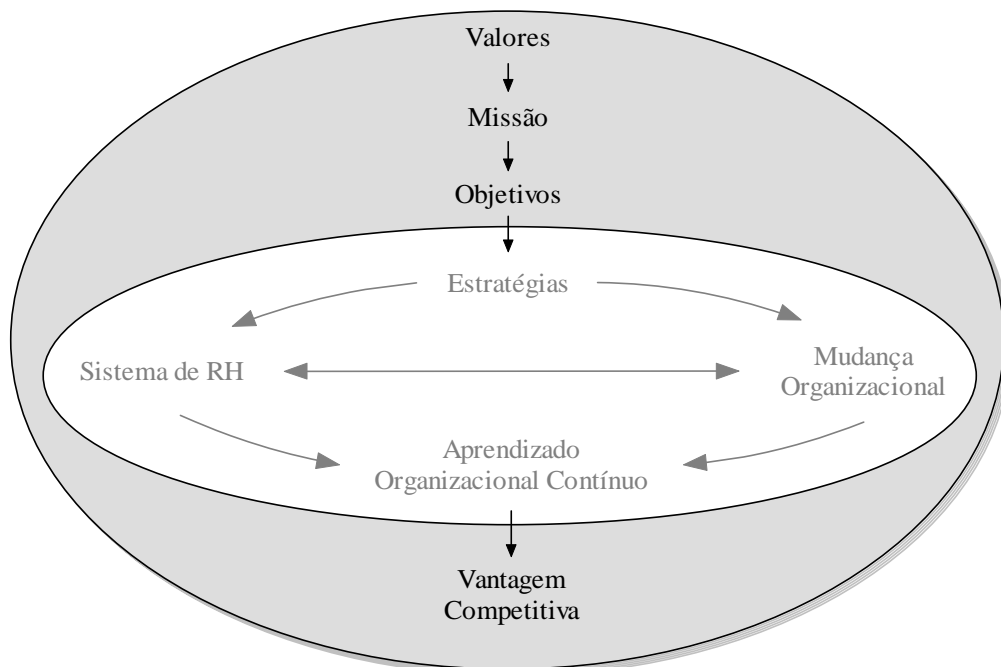 Valores
Missão
Objetivos
Estratégias
Sistema de RH
Mudança
Organizacional
Aprendizado
Organizacional Contínuo
Vantagem
Competitiva